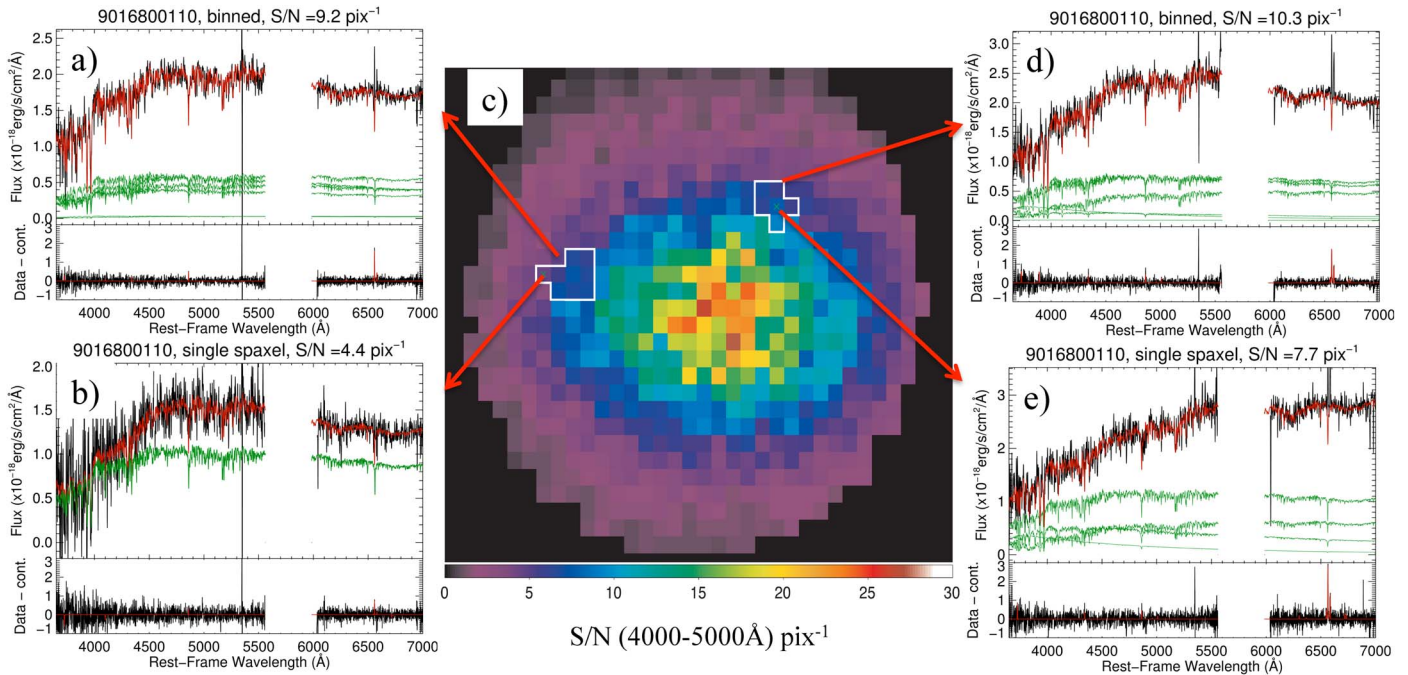 9016800110, binned, S/N =9.2 pix⁻¹
a)
2.5
2.0
1.5
1.0
0.5
0.0
Flux (x10⁻¹⁸erg/s/cm²/Å)
3
2
1
0
−1
Data − cont.
4000 4500 5000 5500 6000 6500 7000
Rest−Frame Wavelength (Å)
9016800110, single spaxel, S/N =4.4 pix⁻¹
b)
2.0
1.5
1.0
0.5
0.0
Flux (x10⁻¹⁸erg/s/cm²/Å)
3
2
1
0
−1
Data − cont.
4000 4500 5000 5500 6000 6500 7000
Rest−Frame Wavelength (Å)
c)
0 5 10 15 20 25 30
S/N (4000-5000Å) pix⁻¹
9016800110, binned, S/N =10.3 pix⁻¹
d)
3.0
2.5
2.0
1.5
1.0
0.5
0.0
Flux (x10⁻¹⁸erg/s/cm²/Å)
3
2
1
0
−1
Data − cont.
4000 4500 5000 5500 6000 6500 7000
Rest−Frame Wavelength (Å)
9016800110, single spaxel, S/N =7.7 pix⁻¹
e)
3
2
1
0
Flux (x10⁻¹⁸erg/s/cm²/Å)
3
2
1
0
−1
Data − cont.
4000 4500 5000 5500 6000 6500 7000
Rest−Frame Wavelength (Å)